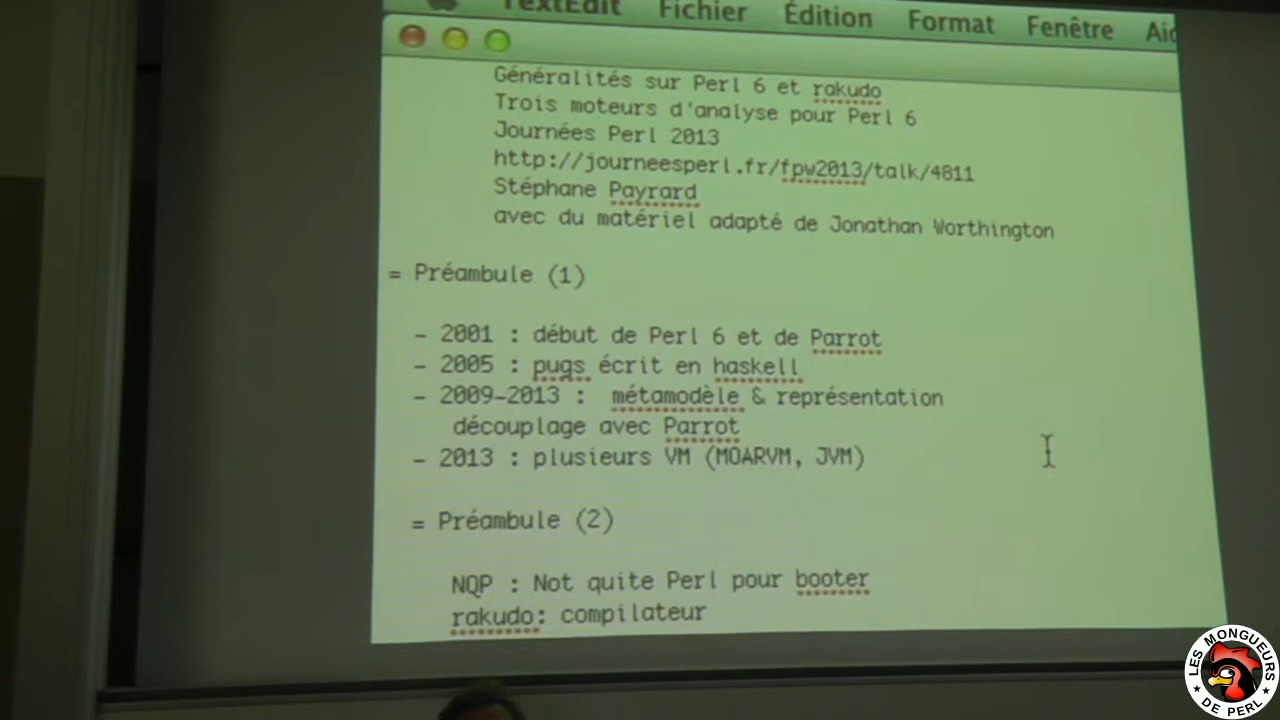 TextEdit Fichier Édition Format Fenêtre
Généralités sur Perl 6 et rakudo
Trois moteurs d'analyse pour Perl 6
Journées Perl 2013
http://journeesperl.fr/fpw2013/talk/4811
Stéphane Payrard
avec du matériel adapté de Jonathan Worthington
= Préambule (1)
- 2001 : début de Perl 6 et de Parrot
- 2005 : pugs écrit en haskell
- 2009-2013 : métamodèle & représentation
découplage avec Parrot
- 2013 : plusieurs VM (MOARVM, JVM)
= Préambule (2)
NQP : Not quite Perl pour booter
rakudo: compilateur
LES MONGUEURS
DE PERL